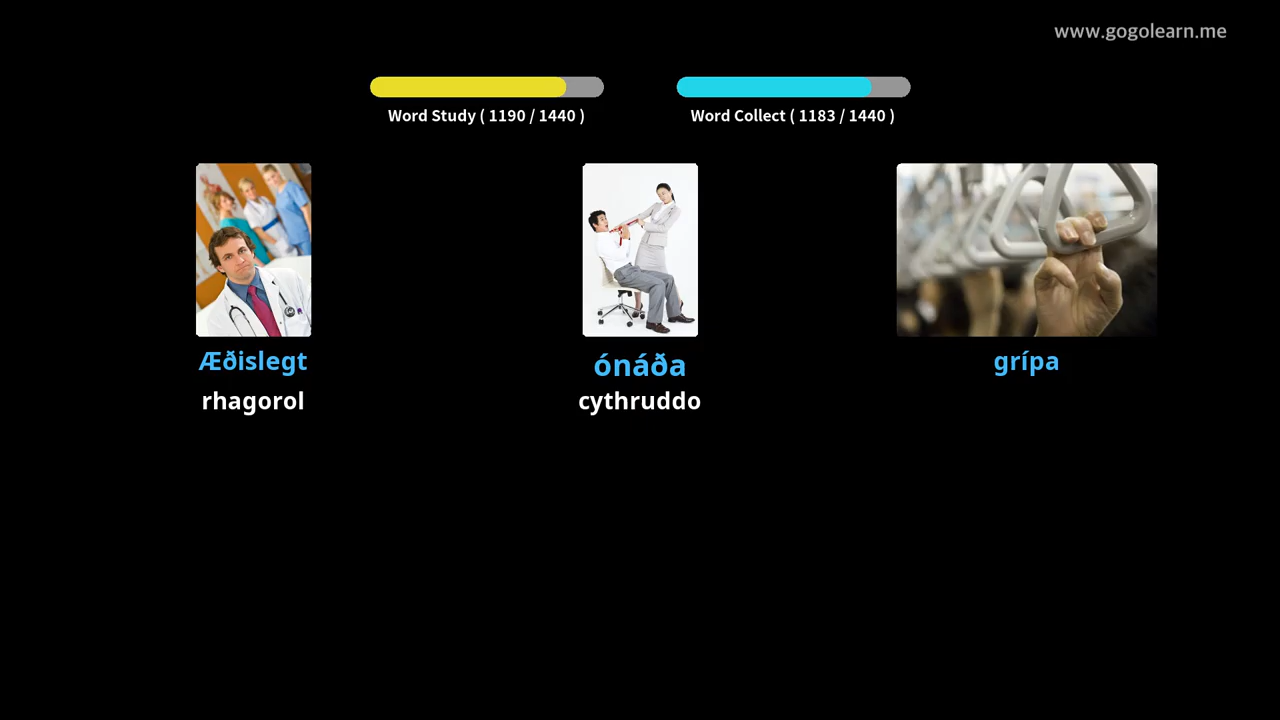 www.gogolearn.me
Word Study ( 1190 / 1440 )
Word Collect ( 1183 / 1440 )
Æðislegt
rhagorol
ónáða
cythruddo
grípa